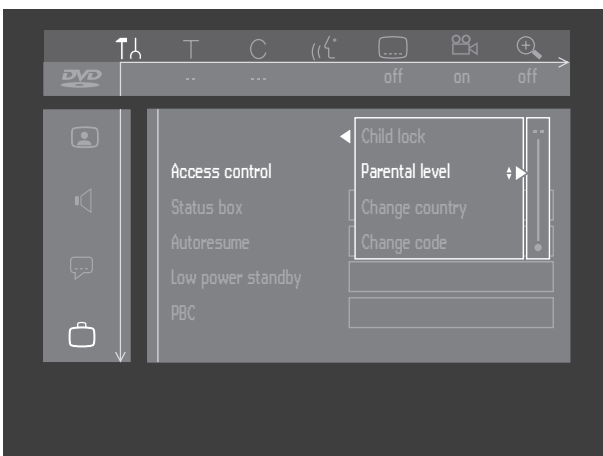 T C
DVD -- --- off on off
Child lock --
Access control Parental level
Status box Change country
Autoresume Change code
Low power standby
PBC